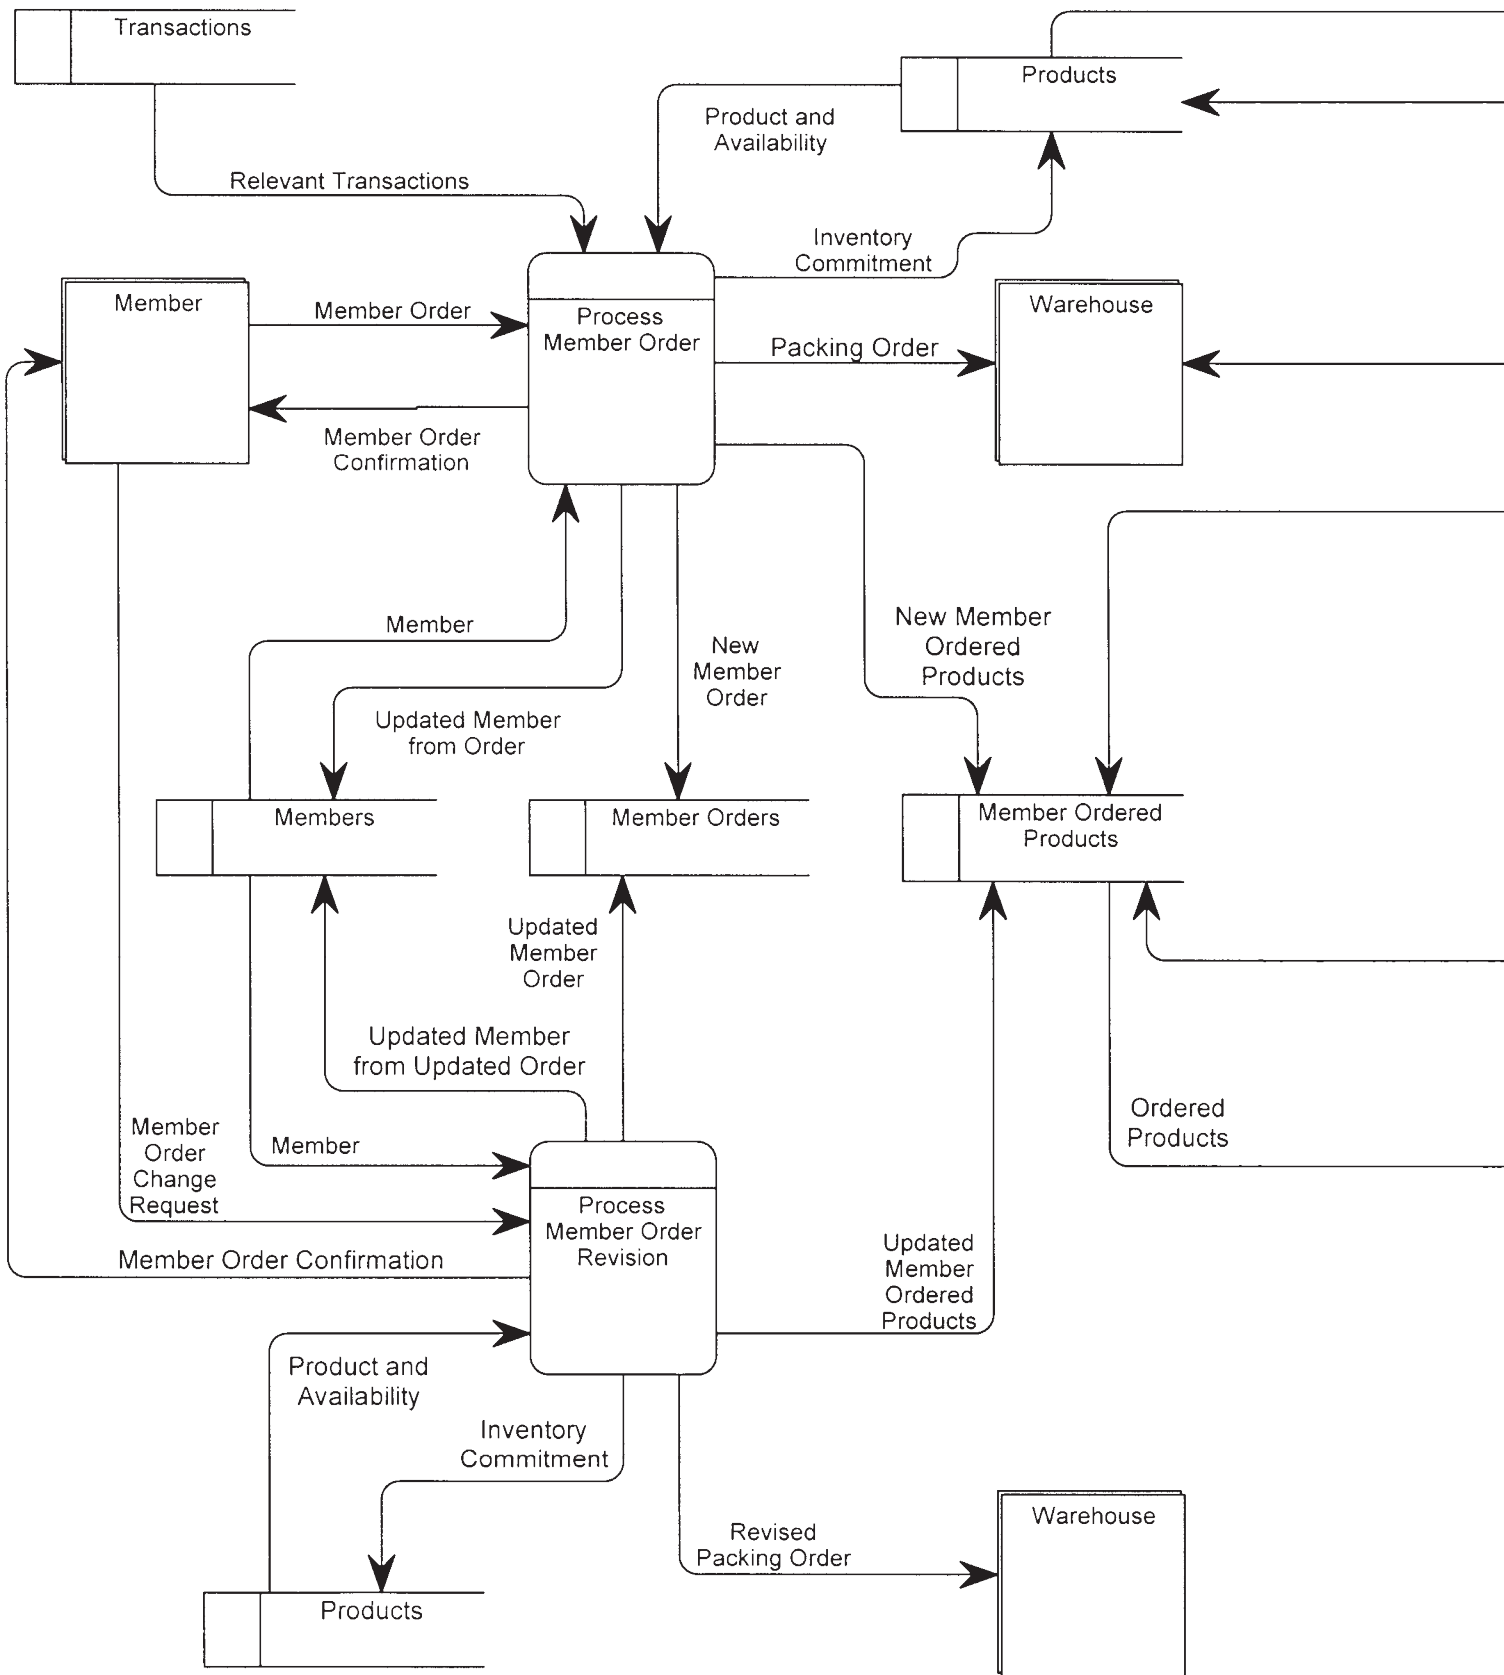 Transactions
Products
Product and
Availability
Relevant Transactions
Inventory
Commitment
Member
Member Order
Process
Member Order
Warehouse
Packing Order
Member Order
Confirmation
Member
New
Member
Order
New Member
Ordered
Products
Updated Member
from Order
Members
Member Orders
Member Ordered
Products
Updated
Member
Order
Updated Member
from Updated Order
Member
Order
Change
Request
Member
Ordered
Products
Process
Member Order
Revision
Member Order Confirmation
Updated
Member
Ordered
Products
Product and
Availability
Inventory
Commitment
Revised
Packing Order
Warehouse
Products